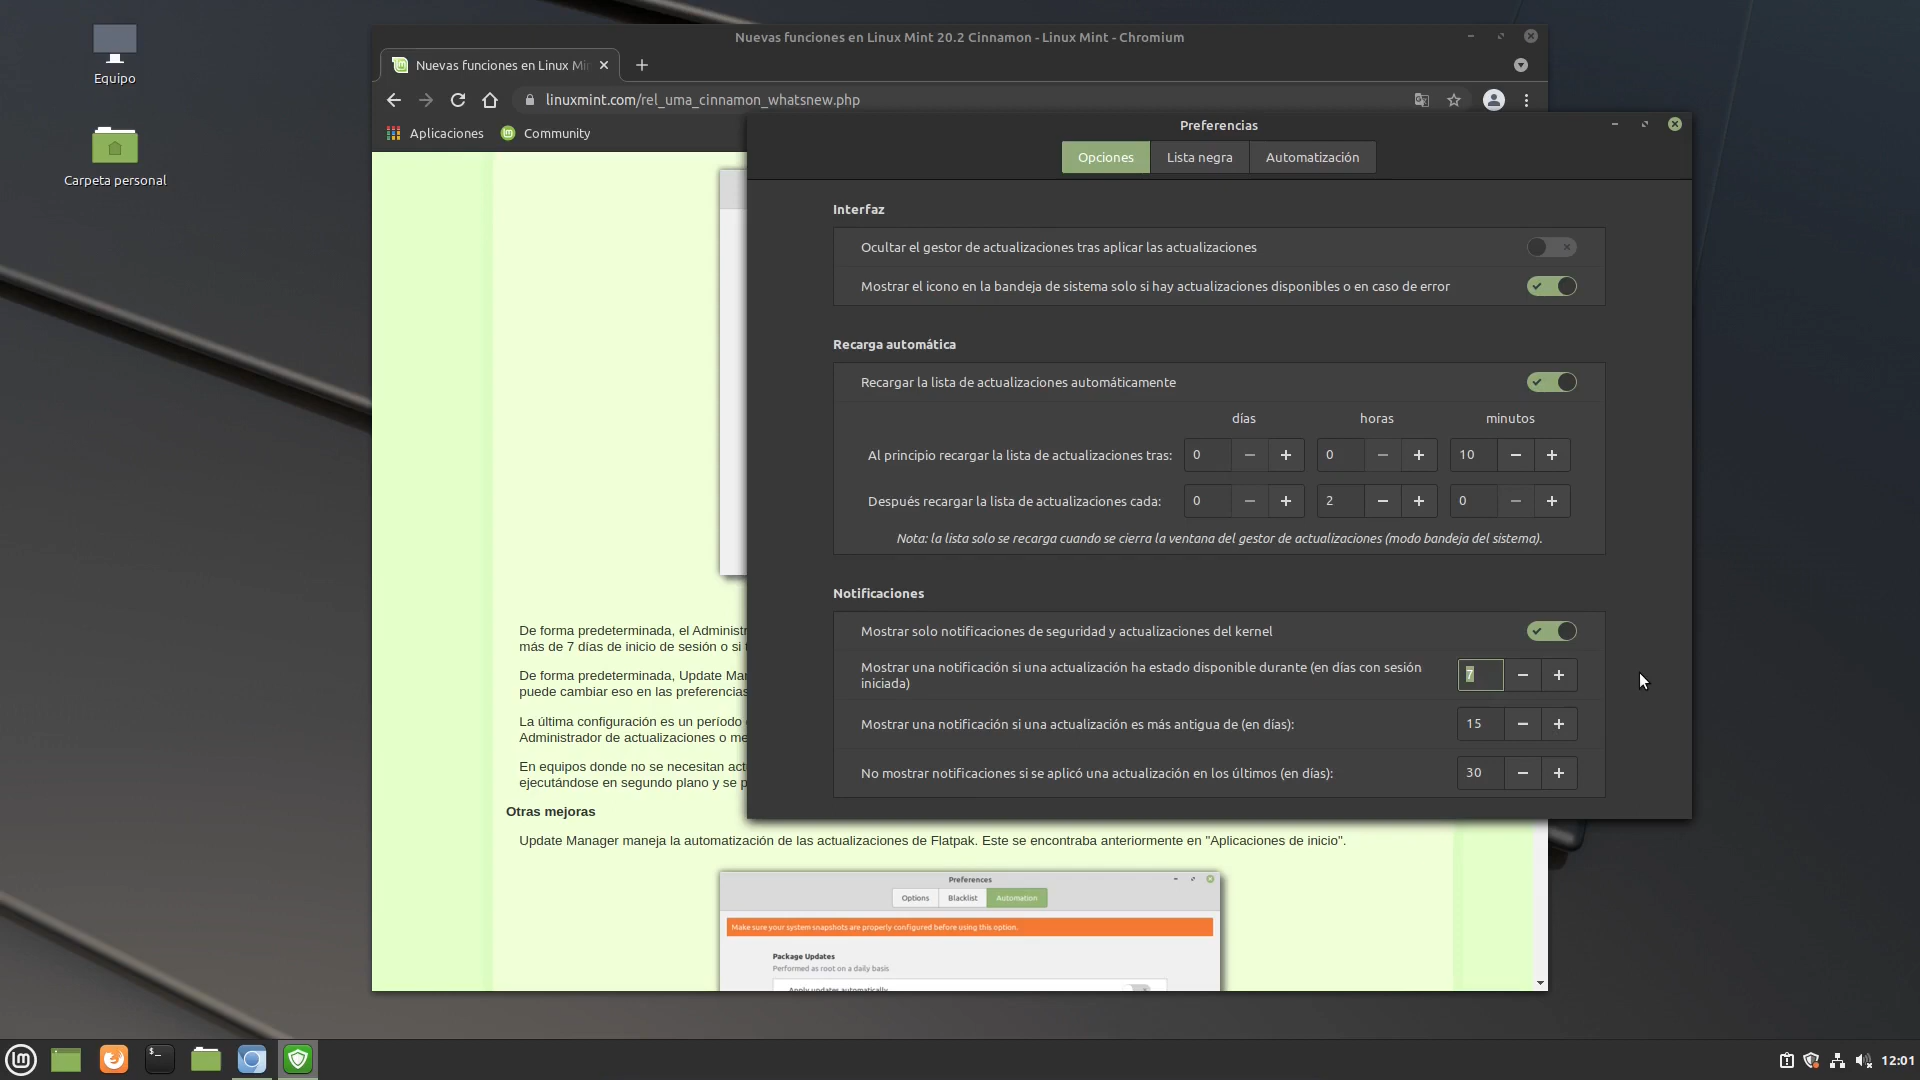 Equipo
Carpeta personal
Nuevas funciones en Linux Mint 20.2 Cinnamon - Linux Mint - Chromium
Nuevas funciones en Linux Mi
linuxmint.com/rel_uma_cinnamon_whatsnew.php
Aplicaciones
Community
Preferencias
Opciones
Lista negra
Automatización
Interfaz
Ocultar el gestor de actualizaciones tras aplicar las actualizaciones
Mostrar el icono en la bandeja de sistema solo si hay actualizaciones disponibles o en caso de error
Recarga automática
Recargar la lista de actualizaciones automáticamente
días horas minutos
Al principio recargar la lista de actualizaciones tras: 0 − + 0 − + 10 − +
Después recargar la lista de actualizaciones cada: 0 − + 2 − + 0 − +
Nota: la lista solo se recarga cuando se cierra la ventana del gestor de actualizaciones (modo bandeja del sistema).
Notificaciones
Mostrar solo notificaciones de seguridad y actualizaciones del kernel
Mostrar una notificación si una actualización ha estado disponible durante (en días con sesión
iniciada) 7 − +
Mostrar una notificación si una actualización es más antigua de (en días): 15 − +
No mostrar notificaciones si se aplicó una actualización en los últimos (en días): 30 − +
De forma predeterminada, el Administr
más de 7 días de inicio de sesión o si
De forma predeterminada, Update Mar
puede cambiar eso en las preferencias
La última configuración es un período
Administrador de actualizaciones o me
En equipos donde no se necesitan act
ejecutándose en segundo plano y se p
Otras mejoras
Update Manager maneja la automatización de las actualizaciones de Flatpak. Este se encontraba anteriormente en "Aplicaciones de inicio".
Preferences
Options Blacklist Automation
Make sure your system snapshots are properly configured before using this option.
Package Updates
Performed as root on a daily basis
Apply updates automatically
12:01